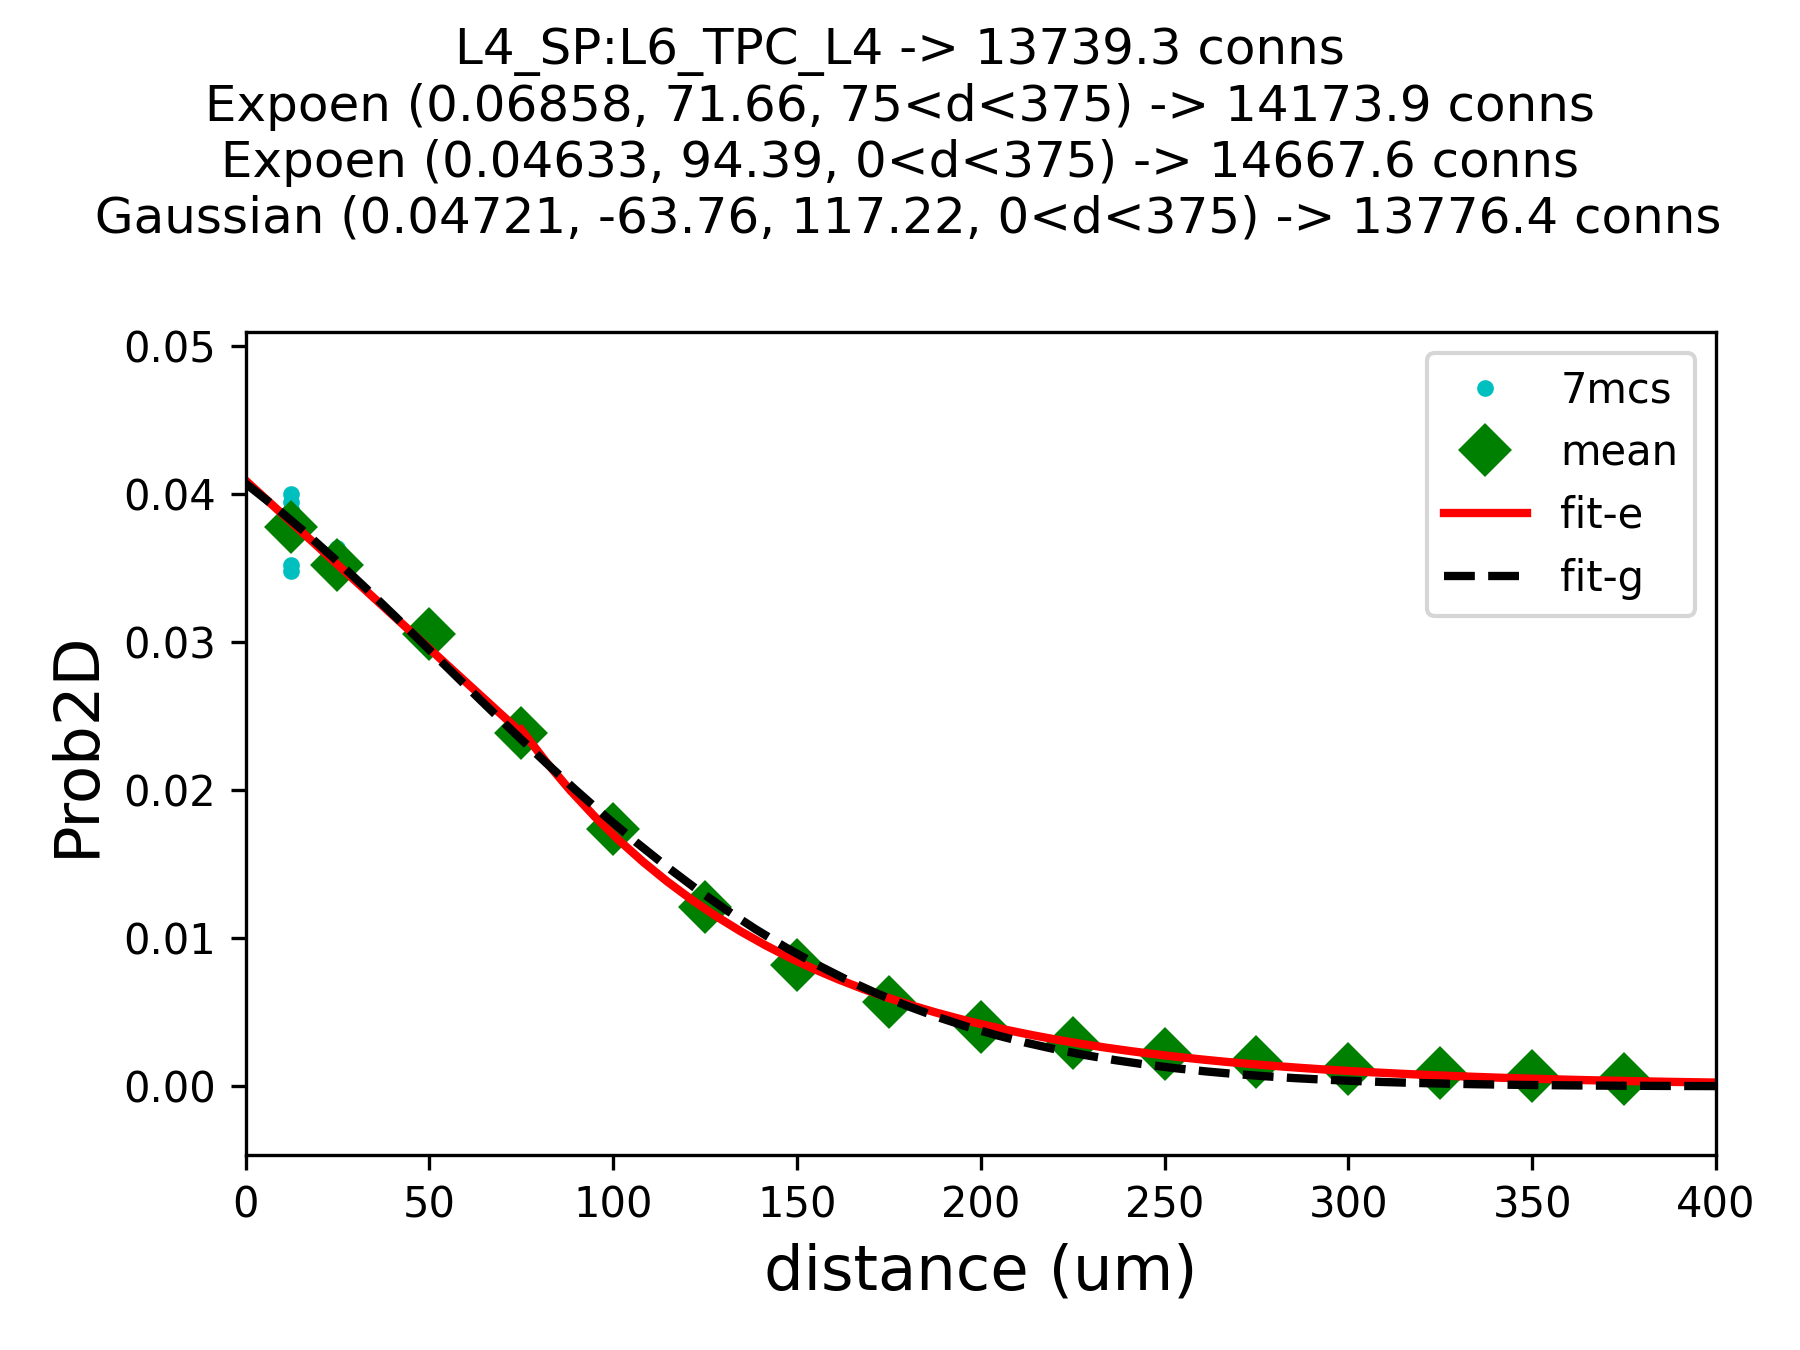 L4_SP:L6_TPC_L4 -> 13739.3 conns
Expoen (0.06858, 71.66, 75<d<375) -> 14173.9 conns
Expoen (0.04633, 94.39, 0<d<375) -> 14667.6 conns
Gaussian (0.04721, -63.76, 117.22, 0<d<375) -> 13776.4 conns
0.05
0.04
0.03
0.02
0.01
0.00
Prob2D
7mcs
mean
fit-e
fit-g
0 50 100 150 200 250 300 350 400
distance (um)